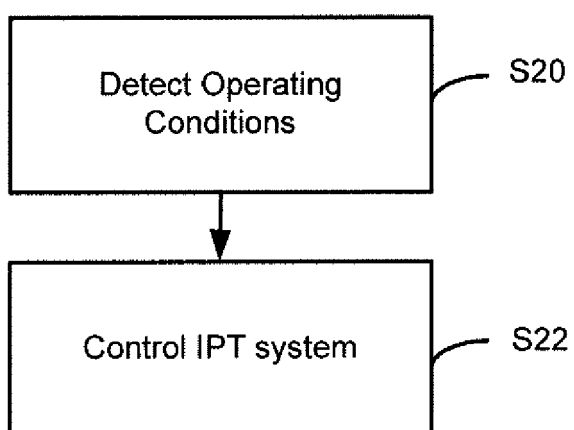 Detect Operating
Conditions
S20
Control IPT system
S22